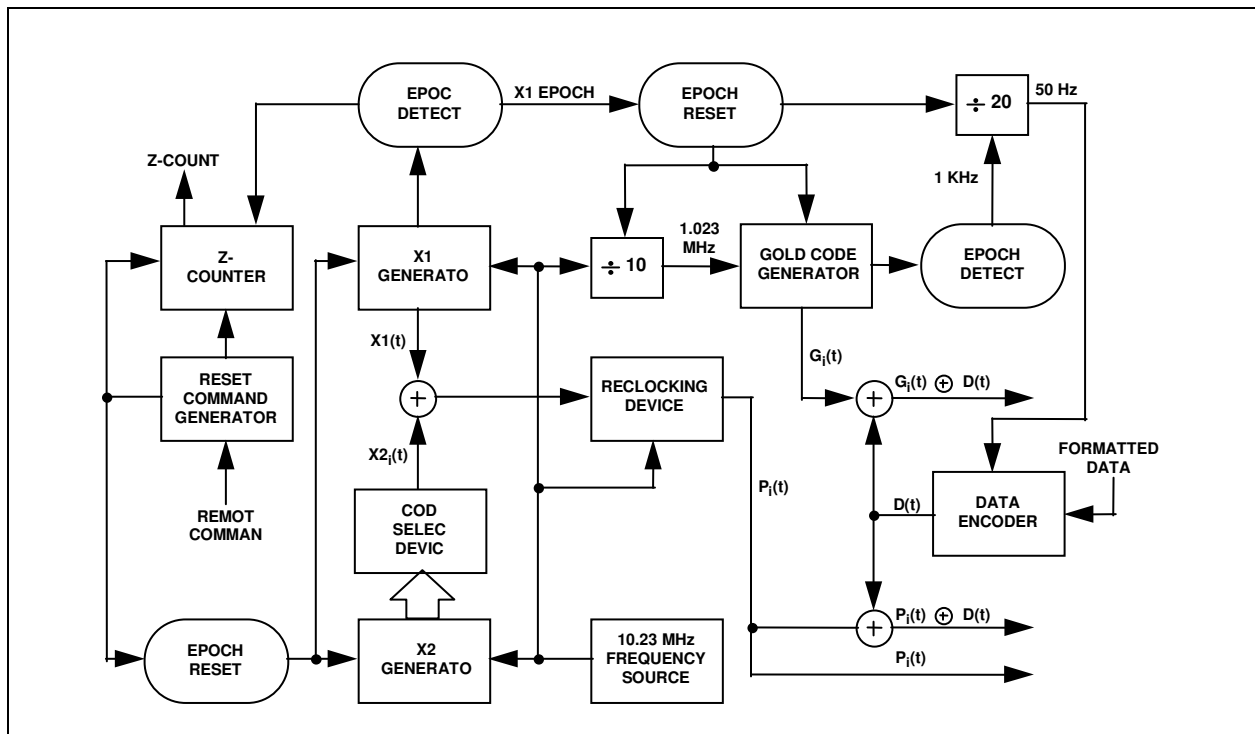 EPOC
DETECT
X1 EPOCH
EPOCH
RESET
÷ 20
50 Hz
Z-COUNT
1 KHz
Z-
COUNTER
X1
GENERATO
÷ 10
1.023
MHz
GOLD CODE
GENERATOR
EPOCH
DETECT
X1(t)
Gi(t)
RESET
COMMAND
GENERATOR
+
RECLOCKING
DEVICE
+
Gi(t) ⊕ D(t)
X2i(t)
FORMATTED
DATA
REMOT
COMMAN
COD
SELEC
DEVIC
Pi(t)
D(t)
DATA
ENCODER
EPOCH
RESET
X2
GENERATO
10.23 MHz
FREQUENCY
SOURCE
+
Pi(t) ⊕ D(t)
Pi(t)